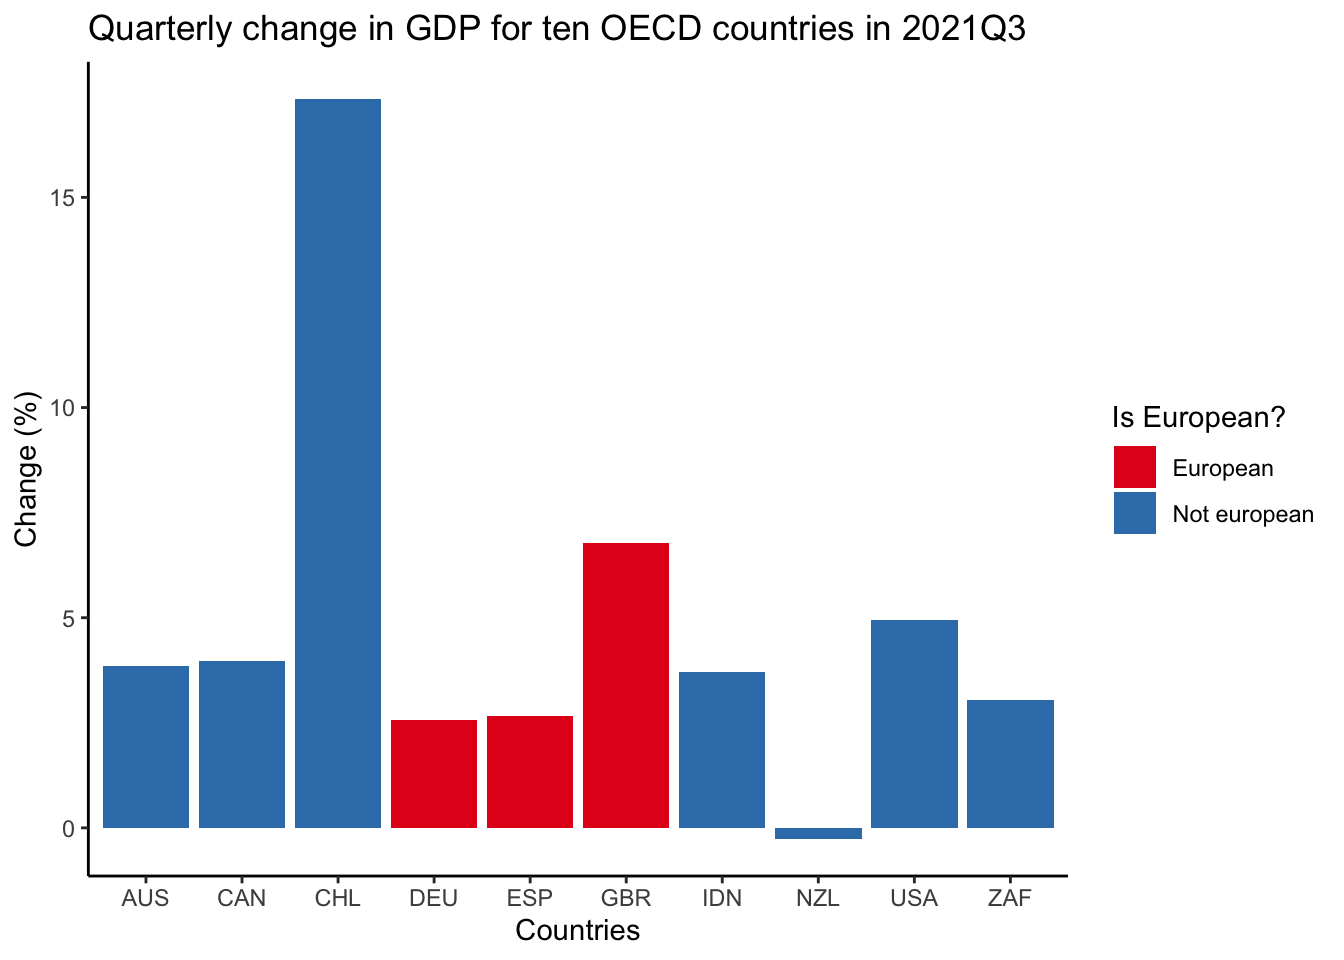 Quarterly change in GDP for ten OECD countries in 2021Q3
Change (%)
15
10
5
0
AUS CAN CHL DEU ESP GBR IDN NZL USA ZAF
Countries
Is European?
European
Not european